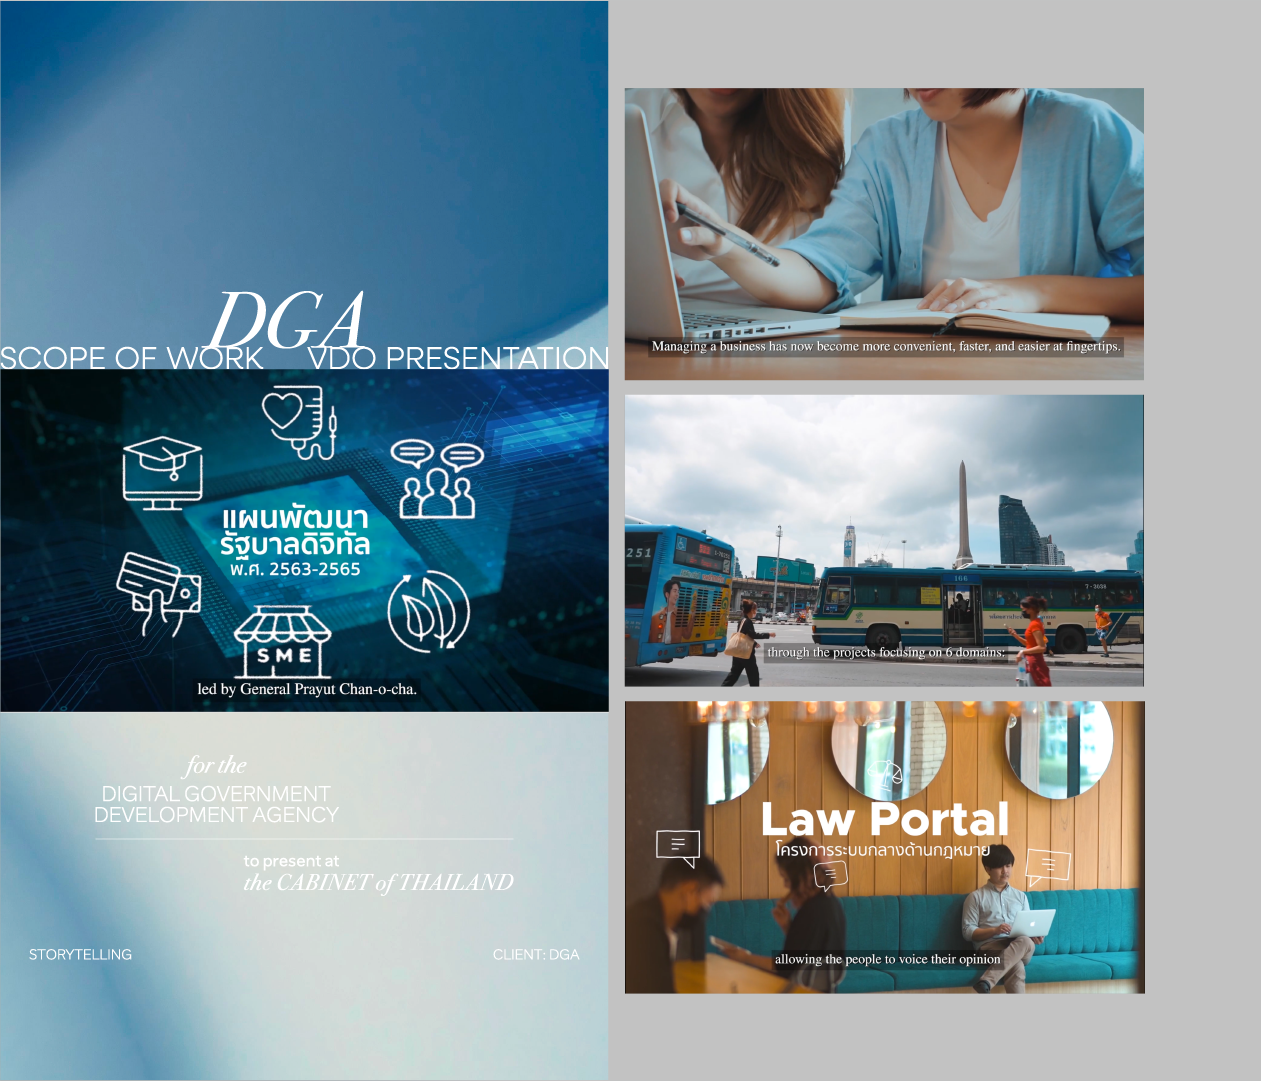 DGA
SCOPE OF WORK VDO PRESENTATION
แผนพัฒนา
รัฐบาลดิจิทัล
พ.ศ. 2563-2565
SME
led by General Prayut Chan-o-cha.
for the
DIGITAL GOVERNMENT
DEVELOPMENT AGENCY
to present at
the CABINET of THAILAND
STORYTELLING
CLIENT: DGA
Managing a business has now become more convenient, faster, and easier at fingertips.
251
166
through the projects focusing on 6 domains:
Law Portal
โครงการระบบกลางด้านกฎหมาย
allowing the people to voice their opinion